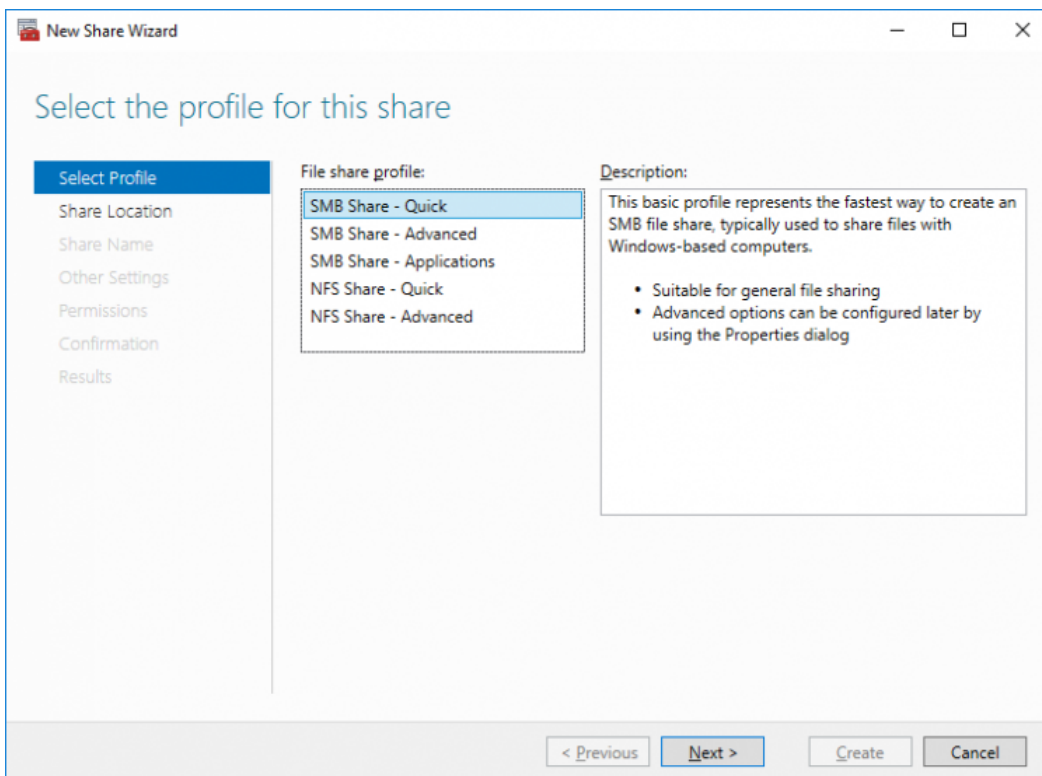 New Share Wizard
Select the profile for this share
Select Profile
Share Location
Share Name
Other Settings
Permissions
Confirmation
Results
File share profile:
SMB Share - Quick
SMB Share - Advanced
SMB Share - Applications
NFS Share - Quick
NFS Share - Advanced
Description:
This basic profile represents the fastest way to create an
SMB file share, typically used to share files with
Windows-based computers.
• Suitable for general file sharing
• Advanced options can be configured later by
using the Properties dialog
< Previous
Next >
Create
Cancel